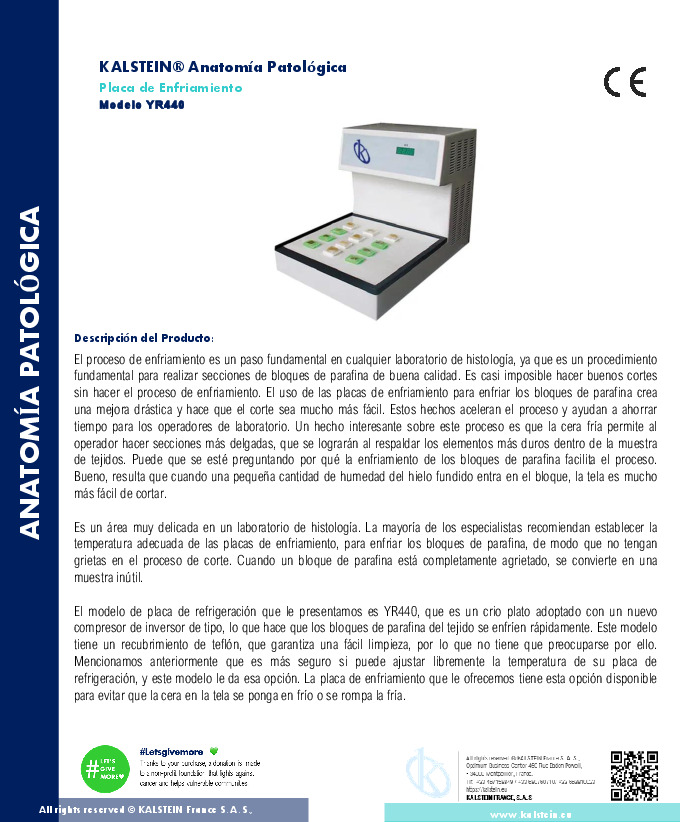 KALSTEIN® Anatomía Patológica
Placa de Enfriamiento
Modelo YR440
CE
ANATOMÍA PATOLÓGICA
Descripción del Producto:
El proceso de enfriamiento es un paso fundamental en cualquier laboratorio de histología, ya que es un procedimiento
fundamental para realizar secciones de bloques de parafina de buena calidad. Es casi imposible hacer buenos cortes
sin hacer el proceso de enfriamiento. El uso de las placas de enfriamiento para enfriar los bloques de parafina crea
una mejora drástica y hace que el corte sea mucho más fácil. Estos hechos aceleran el proceso y ayudan a ahorrar
tiempo para los operadores de laboratorio. Un hecho interesante sobre este proceso es que la cera fría permite al
operador hacer secciones más delgadas, que se lograrán al respaldar los elementos más duros dentro de la muestra
de tejidos. Puede que se esté preguntando por qué la enfriamiento de los bloques de parafina facilita el proceso.
Bueno, resulta que cuando una pequeña cantidad de humedad del hielo fundido entra en el bloque, la tela es mucho
más fácil de cortar.
Es un área muy delicada en un laboratorio de histología. La mayoría de los especialistas recomiendan establecer la
temperatura adecuada de las placas de enfriamiento, para enfriar los bloques de parafina, de modo que no tengan
grietas en el proceso de corte. Cuando un bloque de parafina está completamente agrietado, se convierte en una
muestra inútil.
El modelo de placa de refrigeración que le presentamos es YR440, que es un crio plato adoptado con un nuevo
compresor de inversor de tipo, lo que hace que los bloques de parafina del tejido se enfríen rápidamente. Este modelo
tiene un recubrimiento de teflón, que garantiza una fácil limpieza, por lo que no tiene que preocuparse por ello.
Mencionamos anteriormente que es más seguro si puede ajustar libremente la temperatura de su placa de
refrigeración, y este modelo le da esa opción. La placa de enfriamiento que le ofrecemos tiene esta opción disponible
para evitar que la cera en la tela se ponga en frío o se rompa la fría.
#LET'S
GIVE
MORE
#Letsgivemore
Thanks to your purchase, a donation is made
to a non-profit foundation that fights against
cancer and helps vulnerable communities
All rights reserved © KALSTEIN France S. A. S.,
34000 Montpellier, France.
https://kalstein.eu
KALSTEIN FRANCE, S.A.S
All rights reserved © KALSTEIN France S. A. S.,
www.kalstein.eu